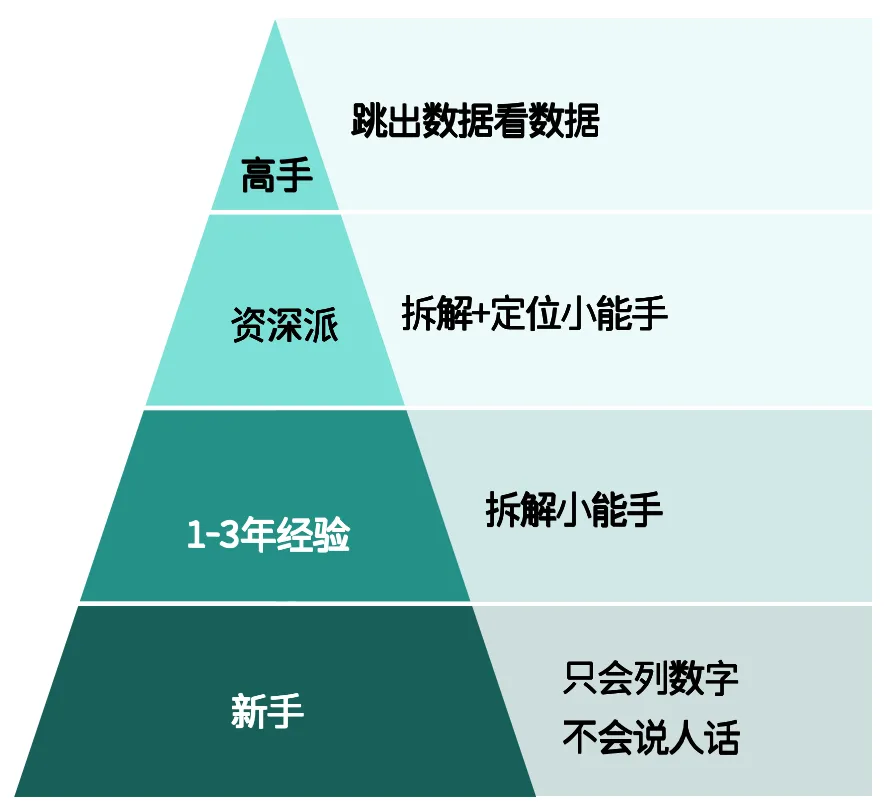 跳出数据看数据
高手
资深派
拆解+定位小能手
1-3年经验
拆解小能手
新手
只会列数字
不会说人话